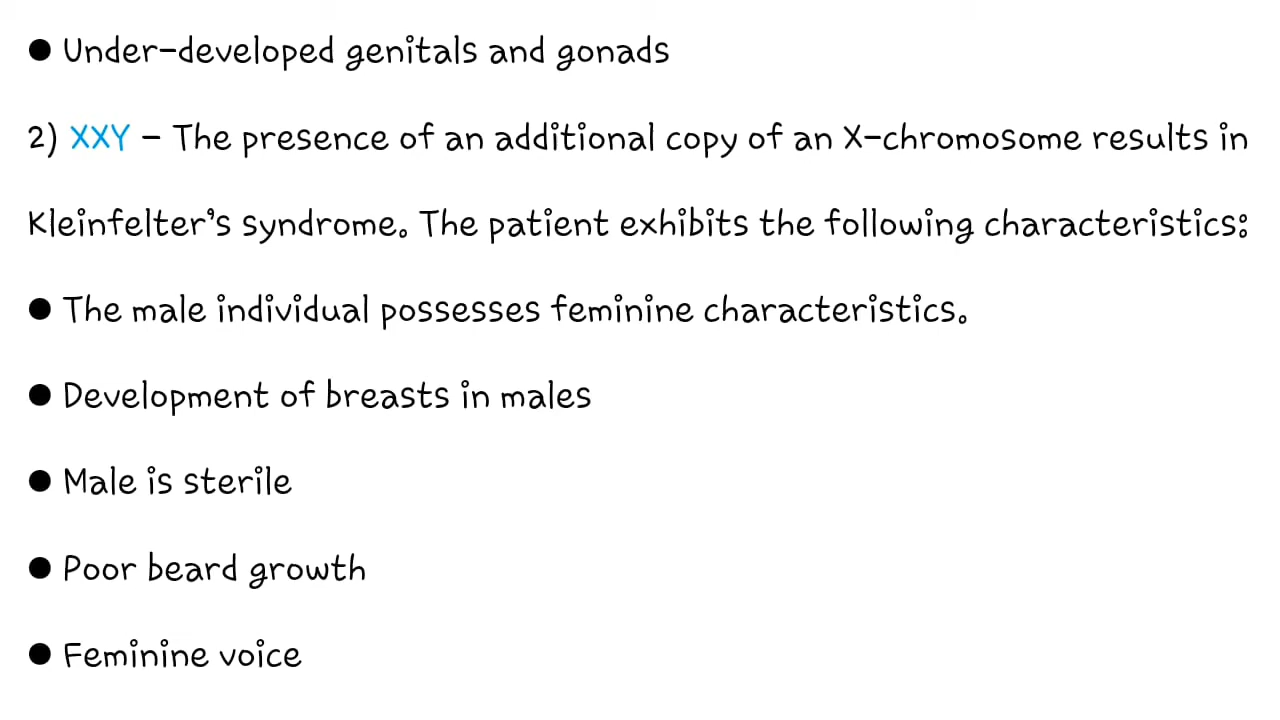 ● Under-developed genitals and gonads
2) XXY - The presence of an additional copy of an X-chromosome results in
Kleinfelter's syndrome. The patient exhibits the following characteristics:
● The male individual possesses feminine characteristics.
● Development of breasts in males
● Male is sterile
● Poor beard growth
● Feminine voice